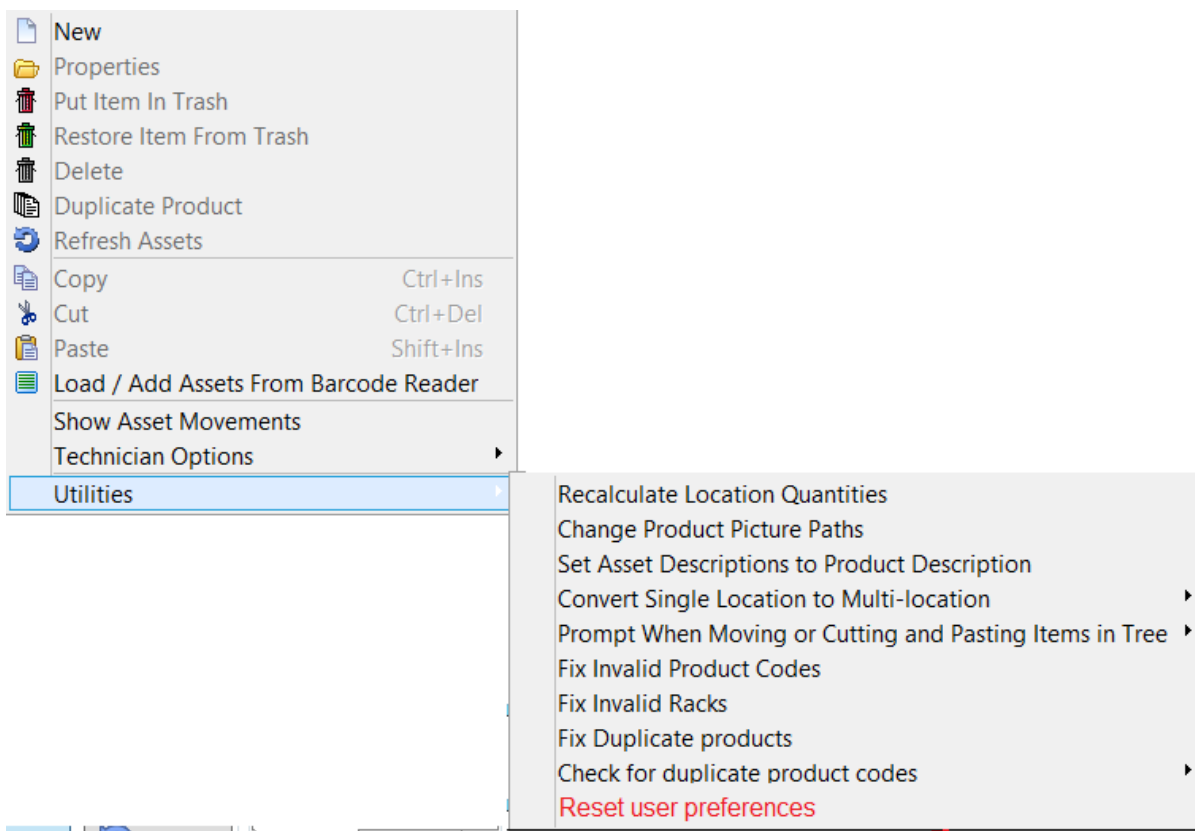 New
Properties
Put Item In Trash
Restore Item From Trash
Delete
Duplicate Product
Refresh Assets
Copy Ctrl+Ins
Cut Ctrl+Del
Paste Shift+Ins
Load / Add Assets From Barcode Reader
Show Asset Movements
Technician Options
Utilities
Recalculate Location Quantities
Change Product Picture Paths
Set Asset Descriptions to Product Description
Convert Single Location to Multi-location
Prompt When Moving or Cutting and Pasting Items in Tree
Fix Invalid Product Codes
Fix Invalid Racks
Fix Duplicate products
Check for duplicate product codes
Reset user preferences